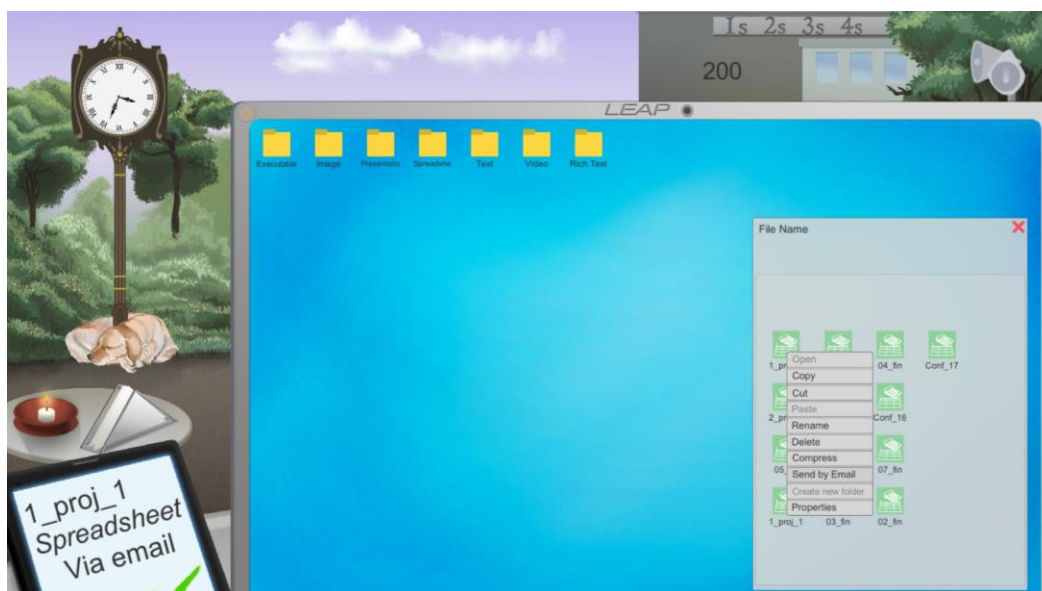 1s 2s 3s 4s
200
LEAP
Executable Image Presentatio Spreadshe Text Video Rich Text
File Name
04_fin Conf_17
Open
Copy
Cut
Paste
Rename
Delete
Compress
Send by Email
Create new folder
Properties
Conf_16
07_fin
1_proj_1 03_fin 02_fin
1_proj_1
Spreadsheet
Via email